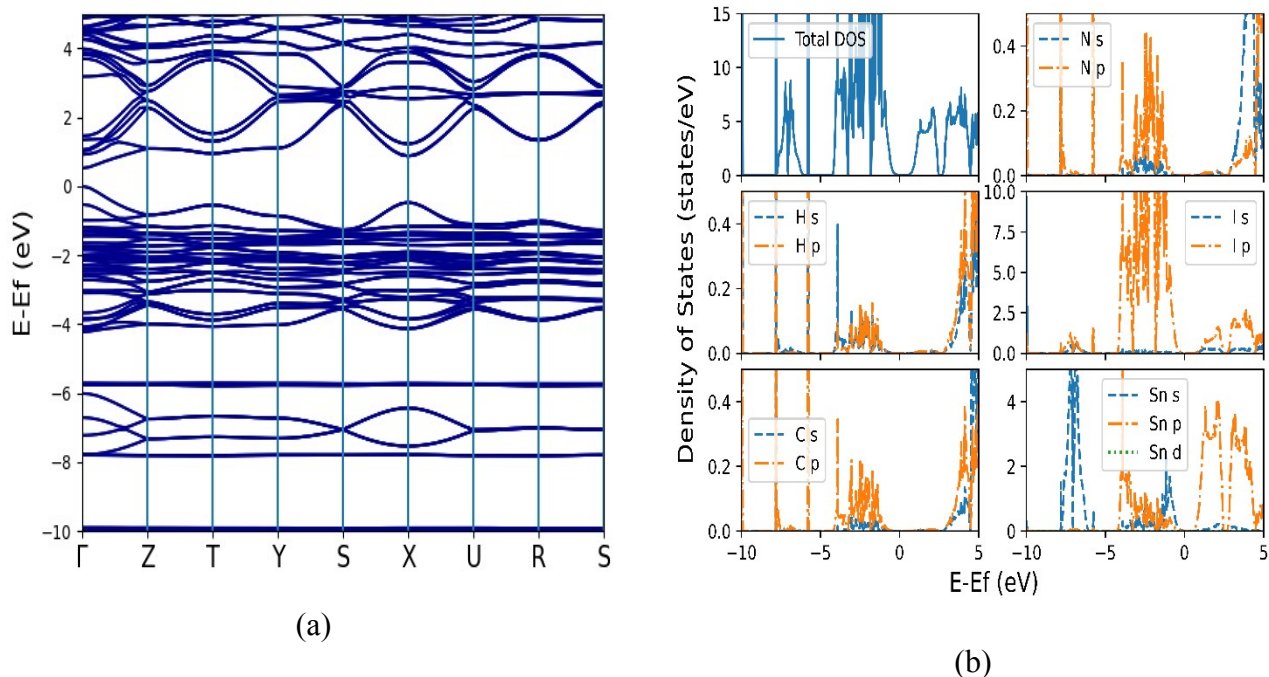 E-Ef (eV)
4
2
0
−2
−4
−6
−8
−10
Γ Z T Y S X U R S
(a)
Density of States (states/eV)
15
10
5
0
Total DOS
0.4
0.2
0.0
N s
N p
0.4
0.2
0.0
H s
H p
10.0
7.5
5.0
2.5
0.0
I s
I p
0.4
0.2
0.0
C s
C p
4
2
0
Sn s
Sn p
Sn d
−10 −5 0 5
−10 −5 0 5
E-Ef (eV)
(b)